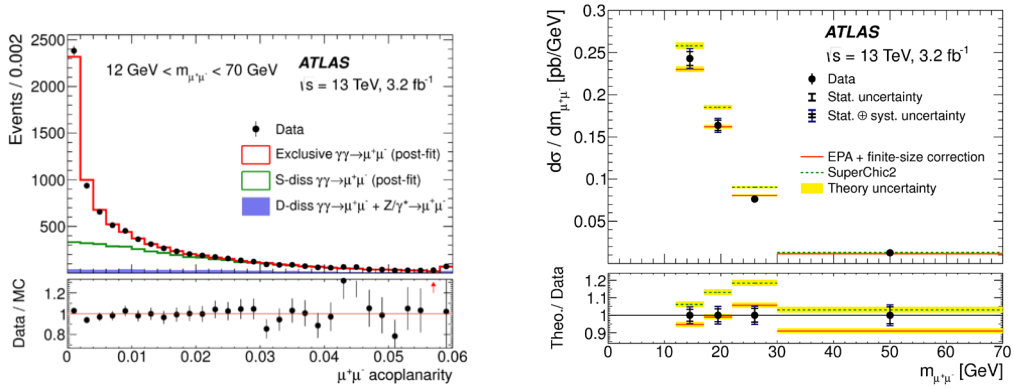 ATLAS
12 GeV < mμ⁺μ⁻ < 70 GeV
√s = 13 TeV, 3.2 fb⁻¹
Data
Exclusive γγ→μ⁺μ⁻ (post-fit)
S-diss γγ→μ⁺μ⁻ (post-fit)
D-diss γγ→μ⁺μ⁻ + Z/γ*→μ⁺μ⁻
Events / 0.002
2500
2000
1500
1000
500
Data / MC
1.2
1
0.8
0 0.01 0.02 0.03 0.04 0.05 0.06
μ⁺μ⁻ acoplanarity
ATLAS
√s = 13 TeV, 3.2 fb⁻¹
Data
Stat. uncertainty
Stat. ⊕ syst. uncertainty
EPA + finite-size correction
SuperChic2
Theory uncertainty
dσ / dmμ⁺μ⁻ [pb/GeV]
0.3
0.25
0.2
0.15
0.1
0.05
Theo./ Data
1.2
1.1
1
0.9
0 10 20 30 40 50 60 70
mμ⁺μ⁻ [GeV]